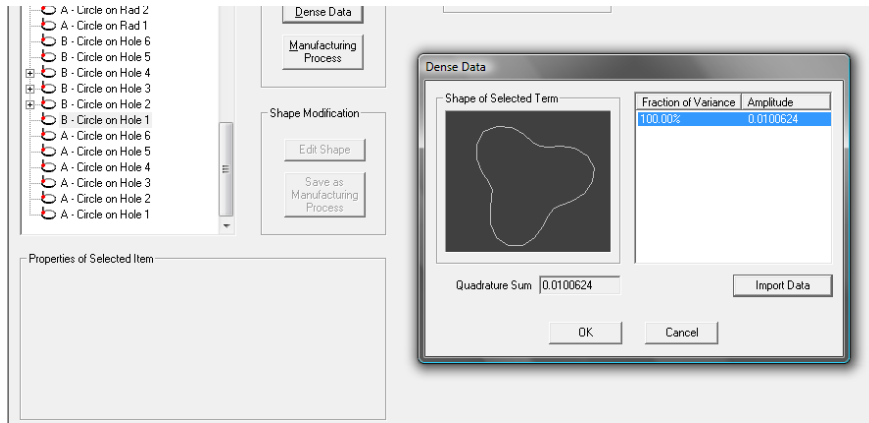 A - Circle on Rad 2
A - Circle on Rad 1
B - Circle on Hole 6
B - Circle on Hole 5
B - Circle on Hole 4
B - Circle on Hole 3
B - Circle on Hole 2
B - Circle on Hole 1
A - Circle on Hole 6
A - Circle on Hole 5
A - Circle on Hole 4
A - Circle on Hole 3
A - Circle on Hole 2
A - Circle on Hole 1
Dense Data
Manufacturing
Process
Shape Modification
Edit Shape
Save as
Manufacturing
Process
Properties of Selected Item
Dense Data
Shape of Selected Term
Fraction of Variance Amplitude
100.00% 0.0100624
Quadrature Sum 0.0100624
Import Data
OK Cancel